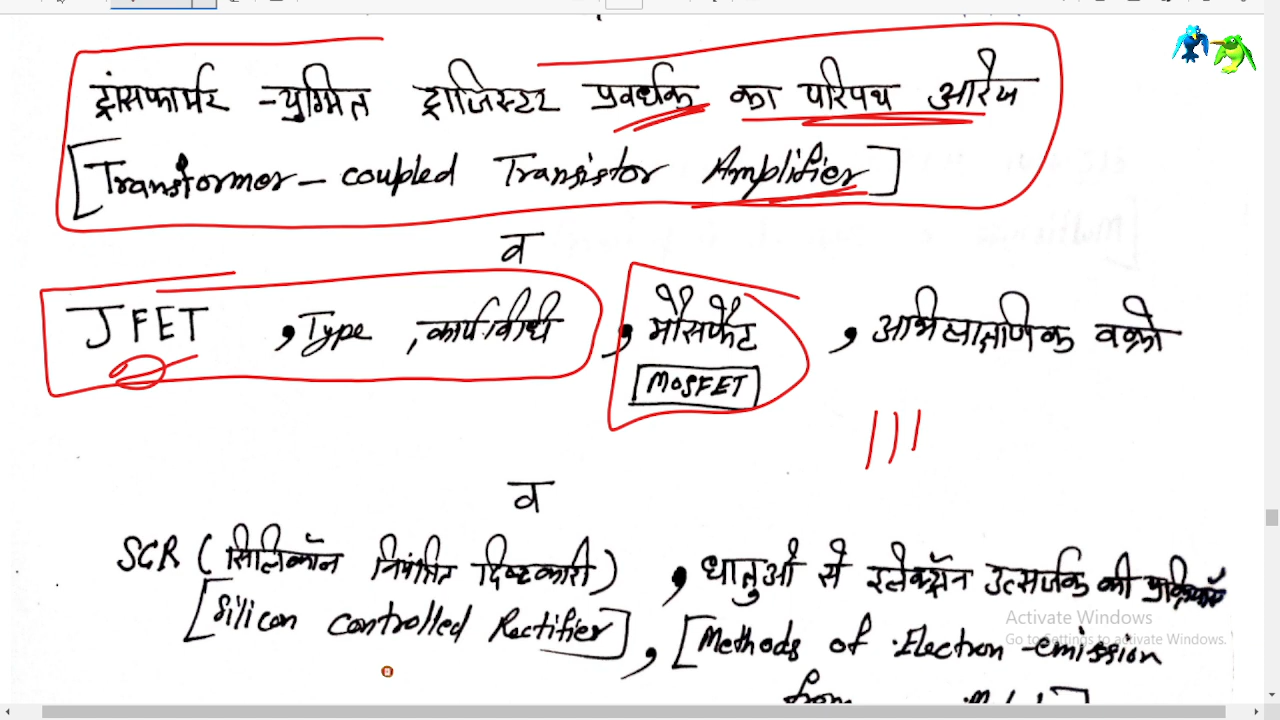 ट्रांसफार्मर -युग्मित ट्रांजिस्टर प्रवर्धक का परिपथ आरेख
[Transformer - coupled Transistor Amplifier]
व
JFET , Type , कार्यविधि , मौसफेट , अभिलाक्षणिक वक्रो
MOSFET
व
SCR (सिलिकॉन नियंत्रित दिष्टकारी) , धातुओ से इलेक्ट्रॉन उत्सर्जक की
[Silicon controlled Rectifier] , [Methods of Electron-emission
from
Activate Windows
Go to Settings to activate Windows.